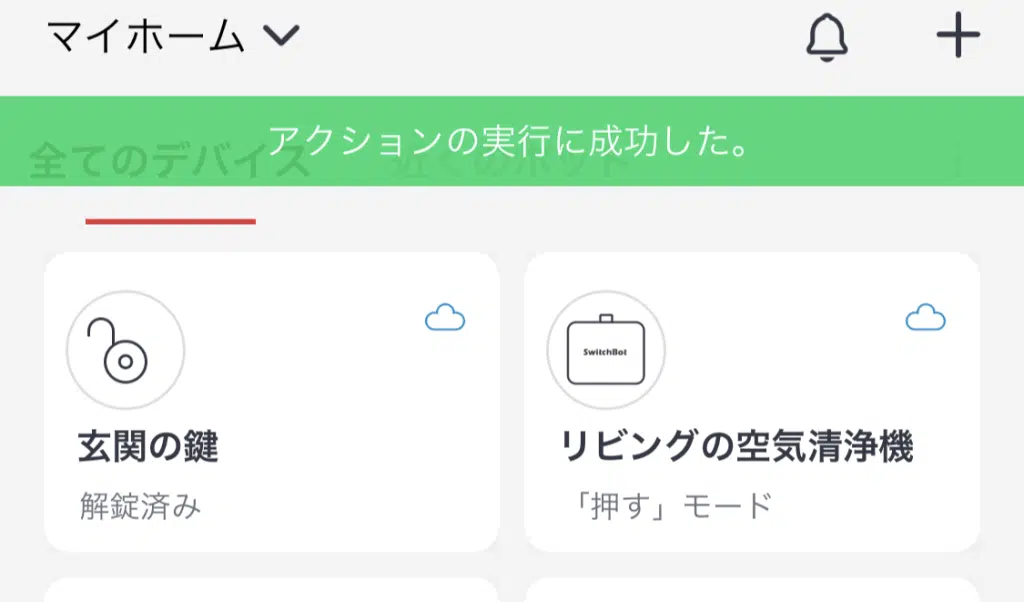 マイホーム
アクションの実行に成功した。
全てのデバイス
SwitchBot
玄関の鍵
リビングの空気清浄機
解錠済み
「押す」モード